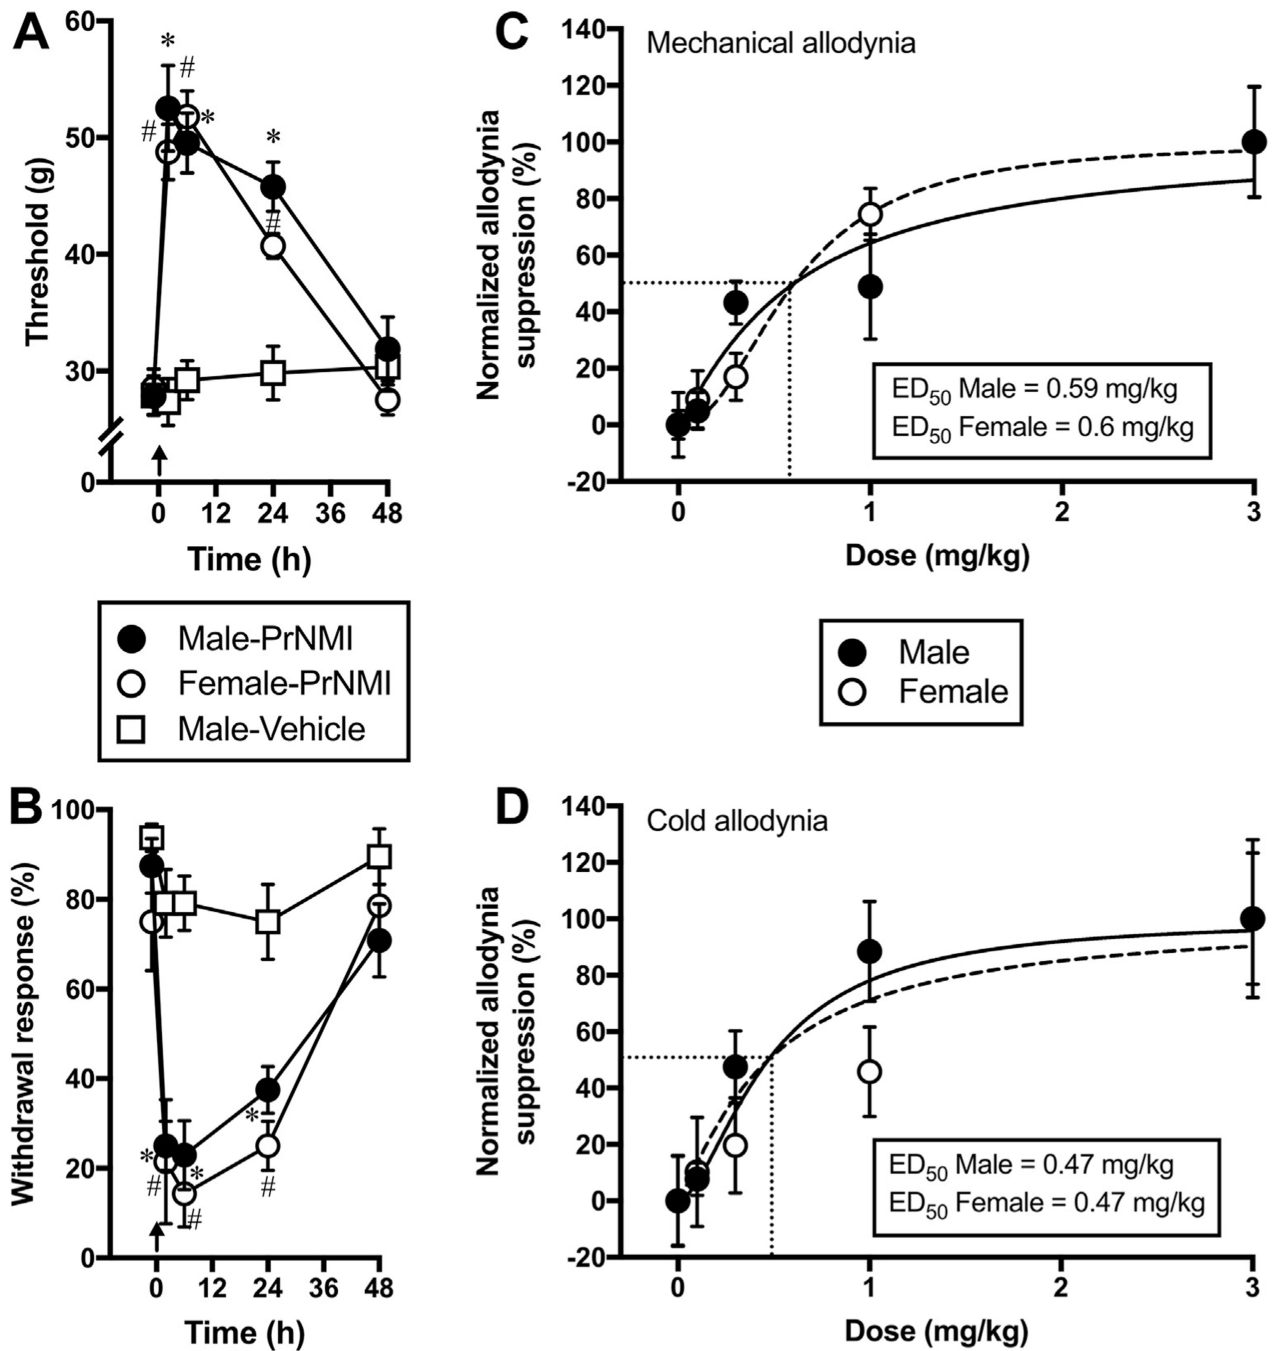 A
60
50
40
30
0
Threshold (g)
* # # * * #
0 12 24 36 48
Time (h)
Male-PrNMI
Female-PrNMI
Male-Vehicle
B
100
80
60
40
20
0
Withdrawal response (%)
* # * # * #
0 12 24 36 48
Time (h)
C
Mechanical allodynia
140
120
100
80
60
40
20
0
-20
Normalized allodynia
suppression (%)
ED50 Male = 0.59 mg/kg
ED50 Female = 0.6 mg/kg
0 1 2 3
Dose (mg/kg)
Male
Female
D
Cold allodynia
140
120
100
80
60
40
20
0
-20
Normalized allodynia
suppression (%)
ED50 Male = 0.47 mg/kg
ED50 Female = 0.47 mg/kg
0 1 2 3
Dose (mg/kg)